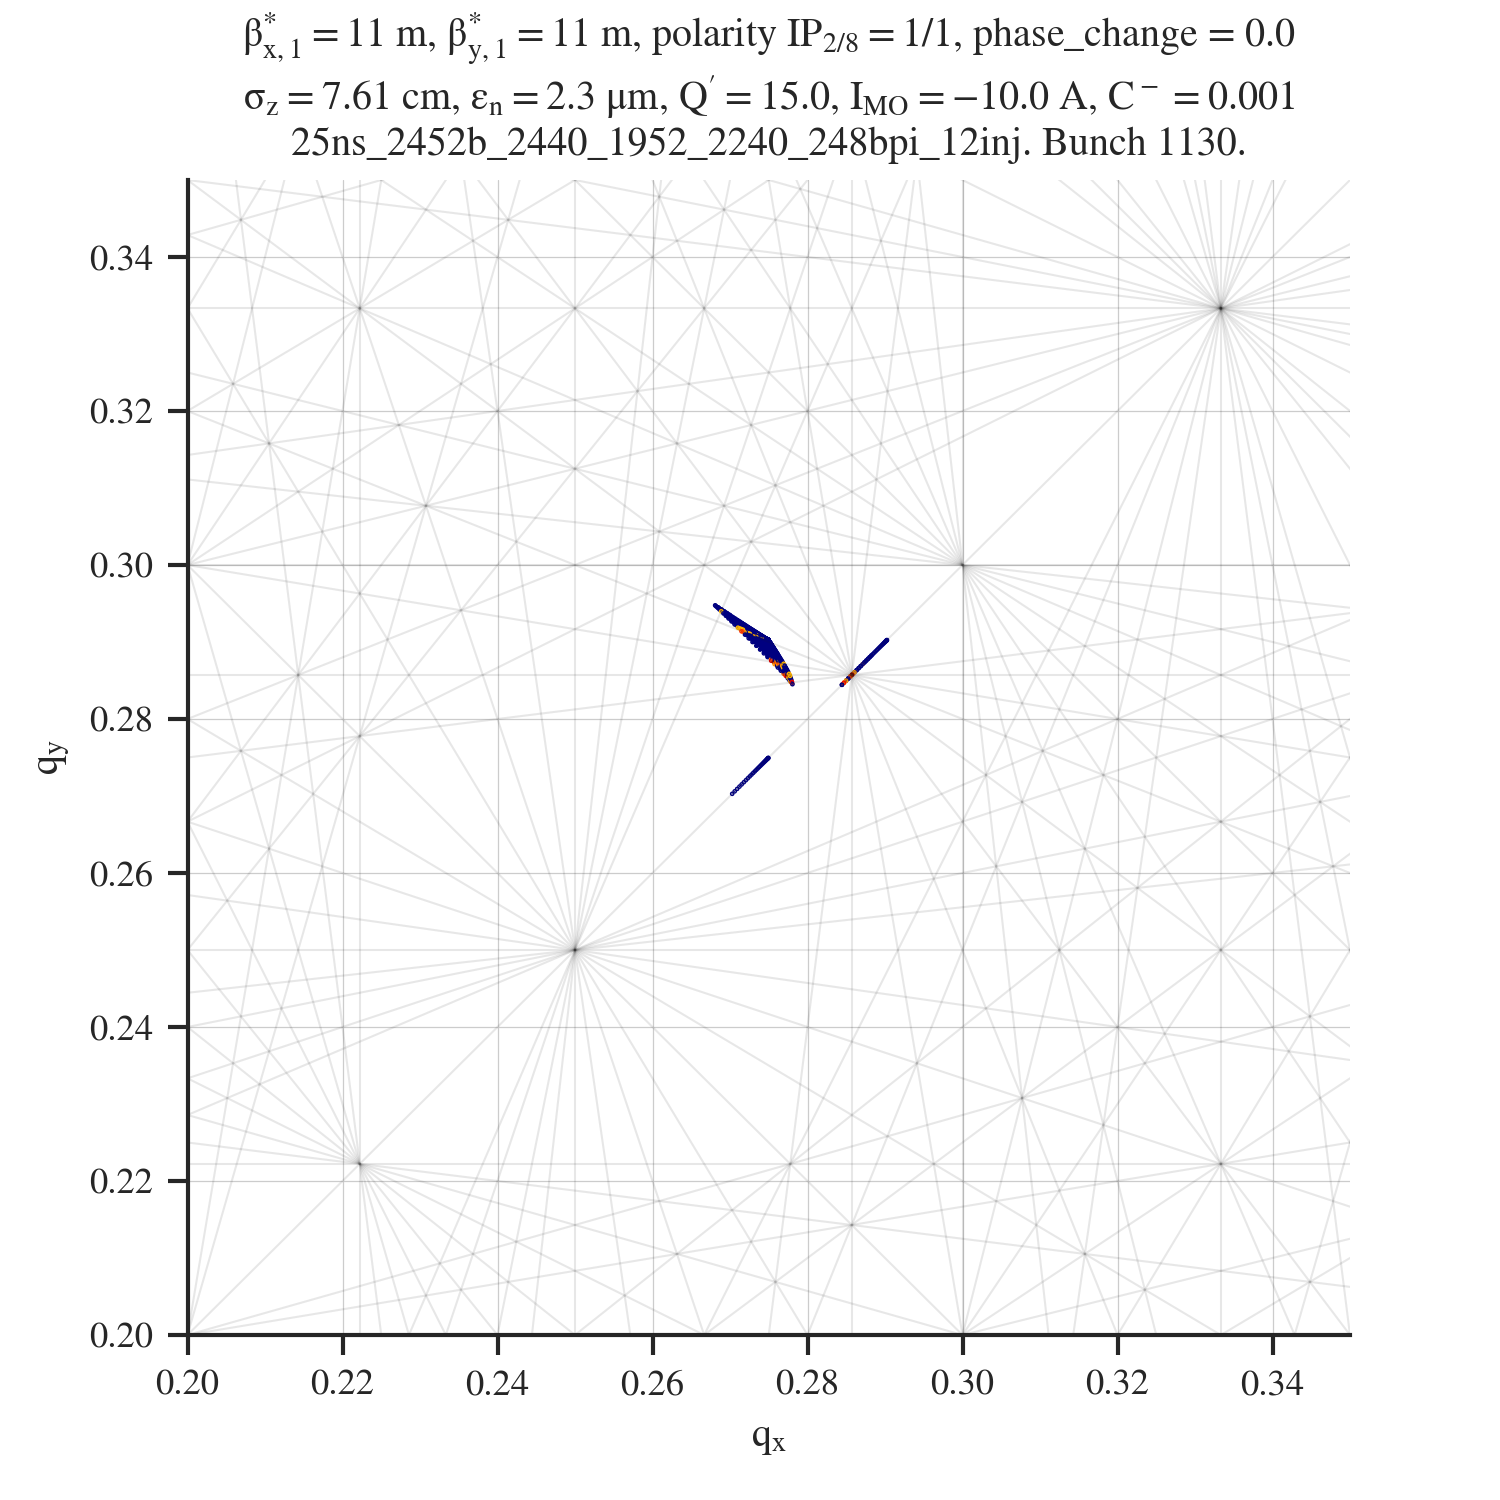 β*x, 1 = 11 m, β*y, 1 = 11 m, polarity IP2/8 = 1/1, phase_change = 0.0
σz = 7.61 cm, εn = 2.3 μm, Q′ = 15.0, IMO = −10.0 A, C− = 0.001
25ns_2452b_2440_1952_2240_248bpi_12inj. Bunch 1130.
0.34
0.32
0.30
0.28
0.26
0.24
0.22
0.20
qy
0.20 0.22 0.24 0.26 0.28 0.30 0.32 0.34
qx